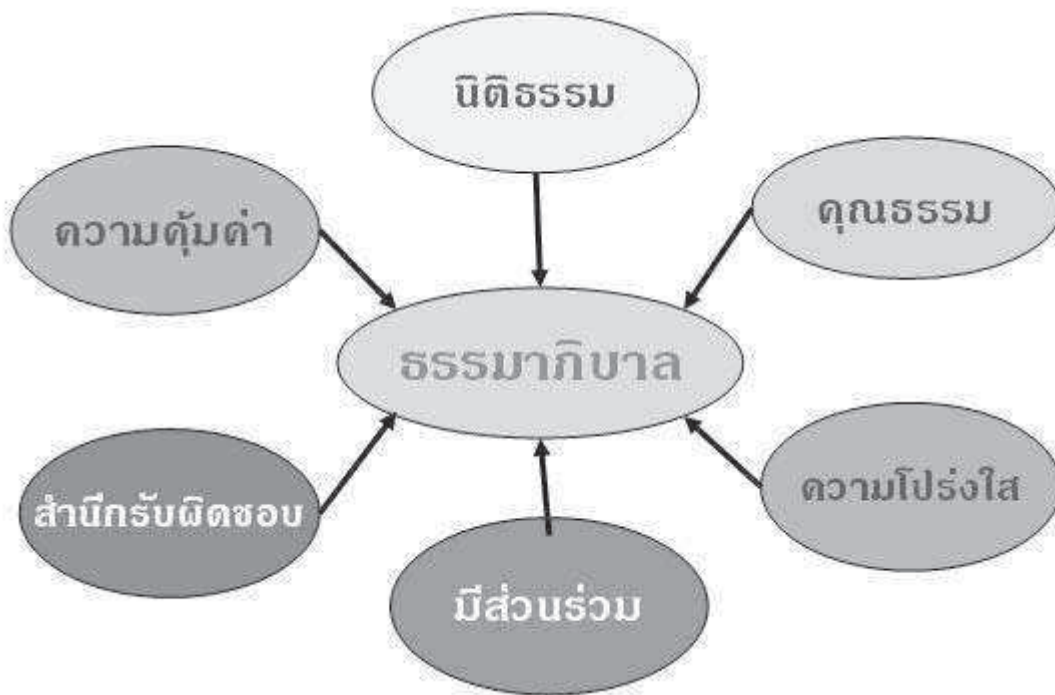 นิติธรรม
ความคุ้มค่า
คุณธรรม
ธรรมาภิบาล
สำนึกรับผิดชอบ
ความโปร่งใส
มีส่วนร่วม